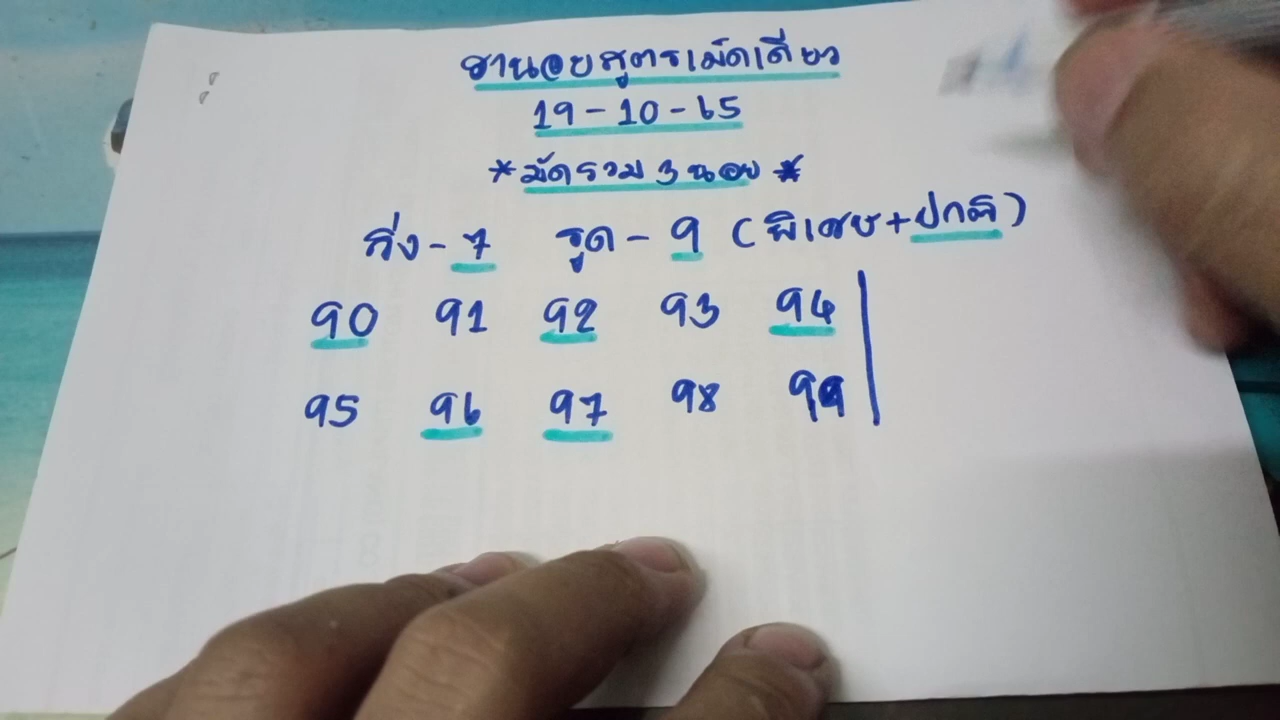 ฮานอยสูตรเม็ดเดียว
19-10-65
*มัดรวม 3 นอย*
กิ่ง-7 รูด-9 (พิเศษ+ปกติ)
90 91 92 93 94
95 96 97 98 99